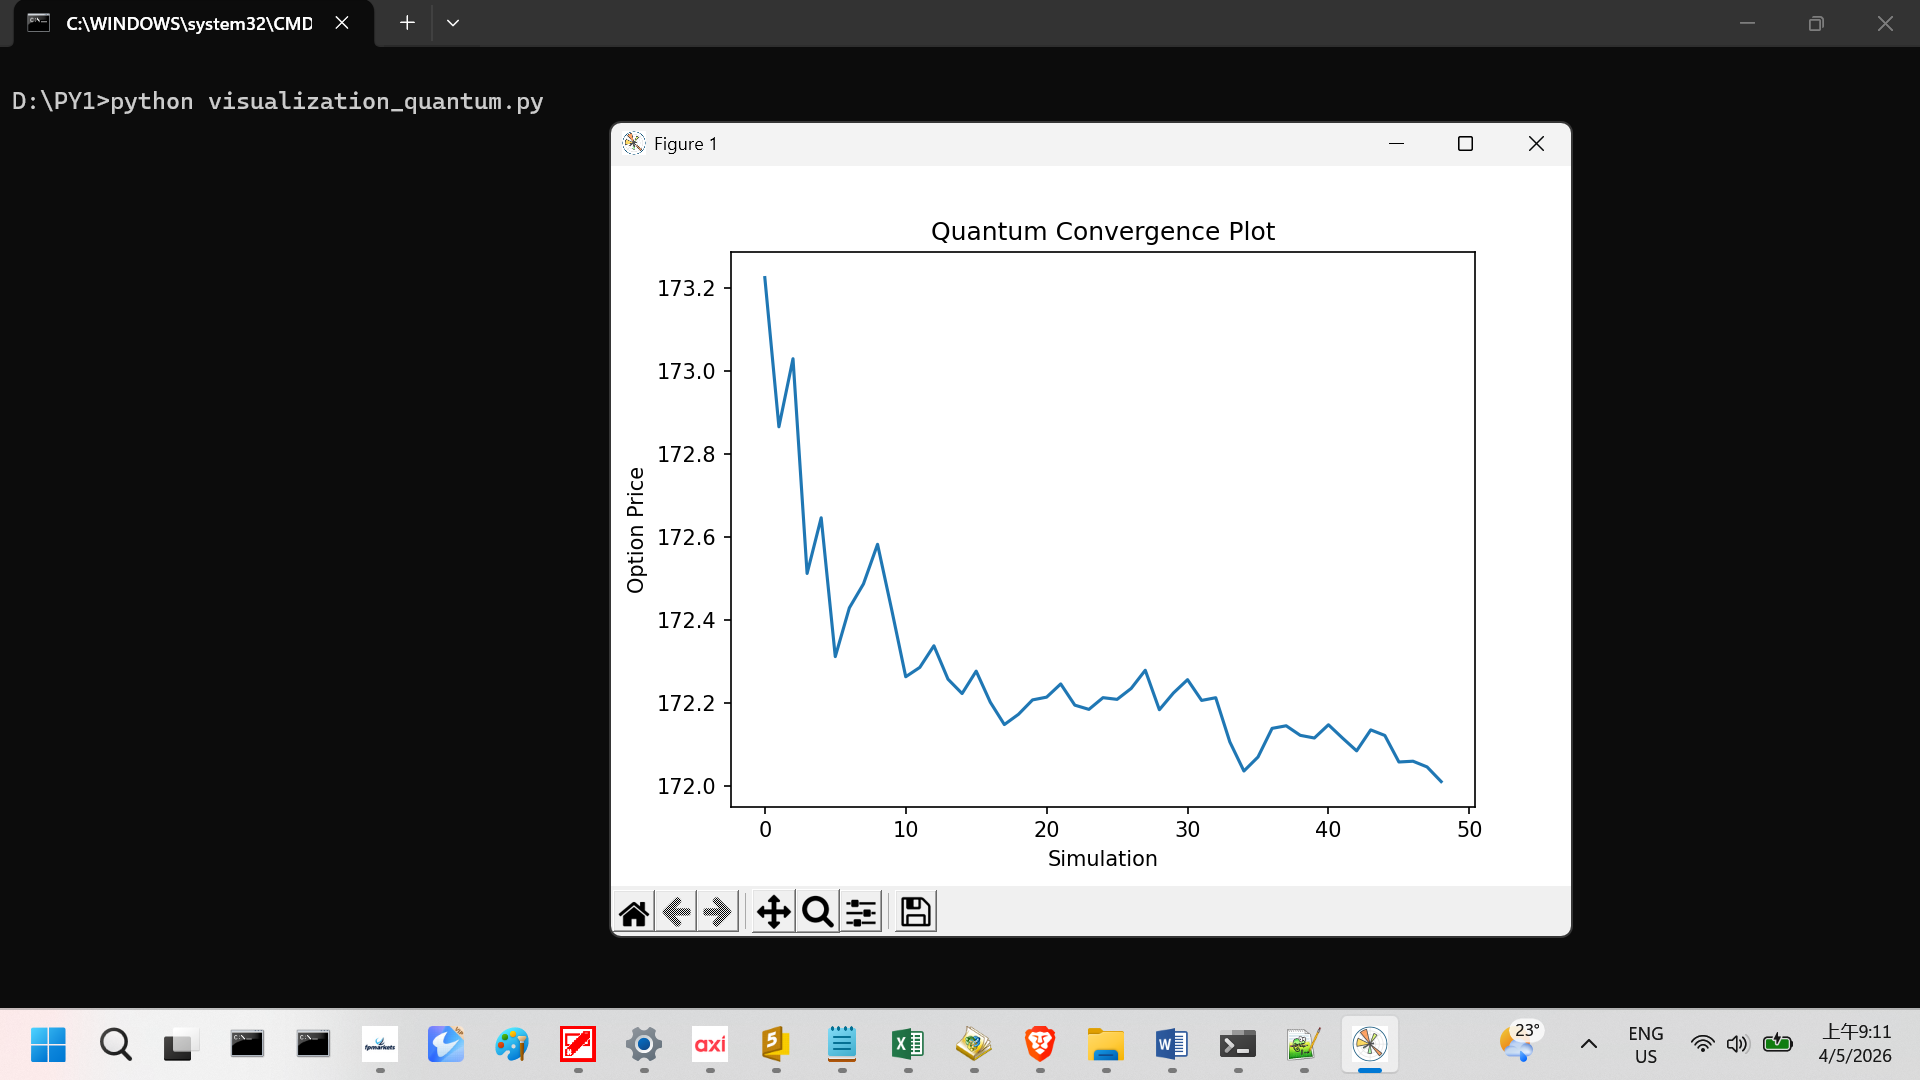 C:\WINDOWS\system32\CMD
D:\PY1>python visualization_quantum.py
Figure 1
Quantum Convergence Plot
173.2
173.0
172.8
172.6
172.4
172.2
172.0
Option Price
0 10 20 30 40 50
Simulation
fpmarkets
axi
5
23°
ENG
US
上午9:11
4/5/2026